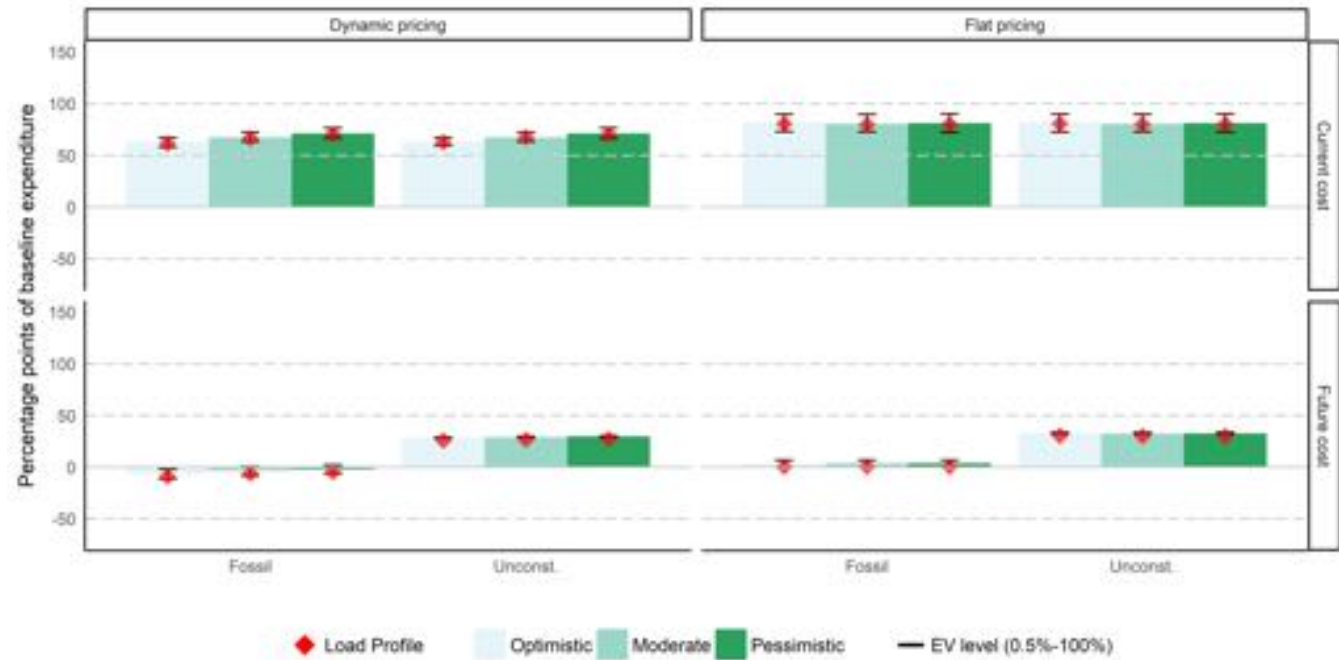 Dynamic pricing
Flat pricing
Percentage points of baseline expenditure
150
100
50
0
-50
Current cost
150
100
50
0
-50
Future cost
Fossil
Unconst.
Fossil
Unconst.
Load Profile
Optimistic
Moderate
Pessimistic
EV level (0.5%-100%)